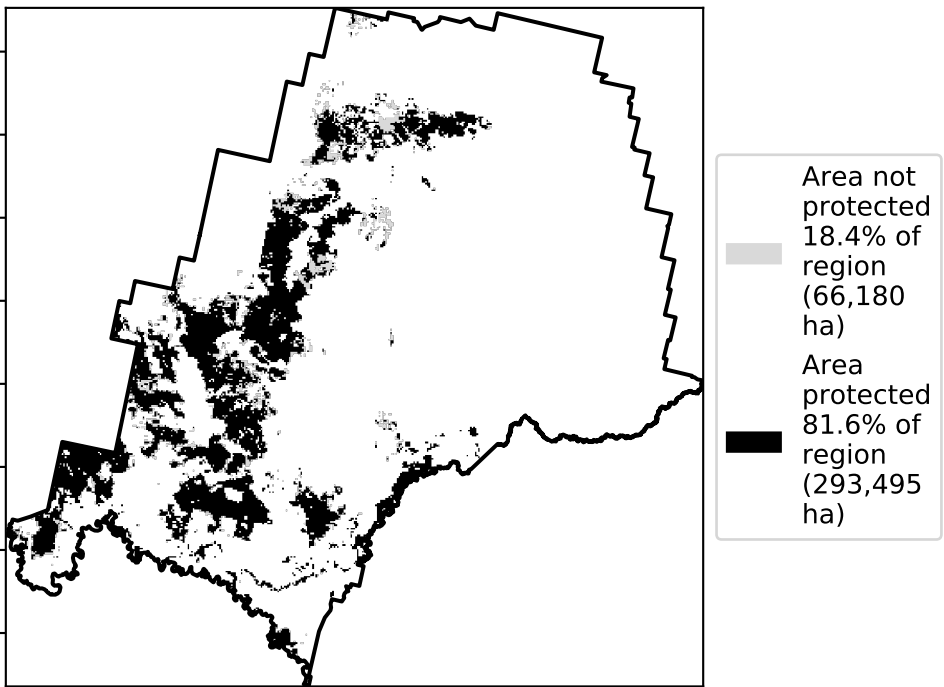 Area not
protected
18.4% of
region
(66,180
ha)
Area
protected
81.6% of
region
(293,495
ha)